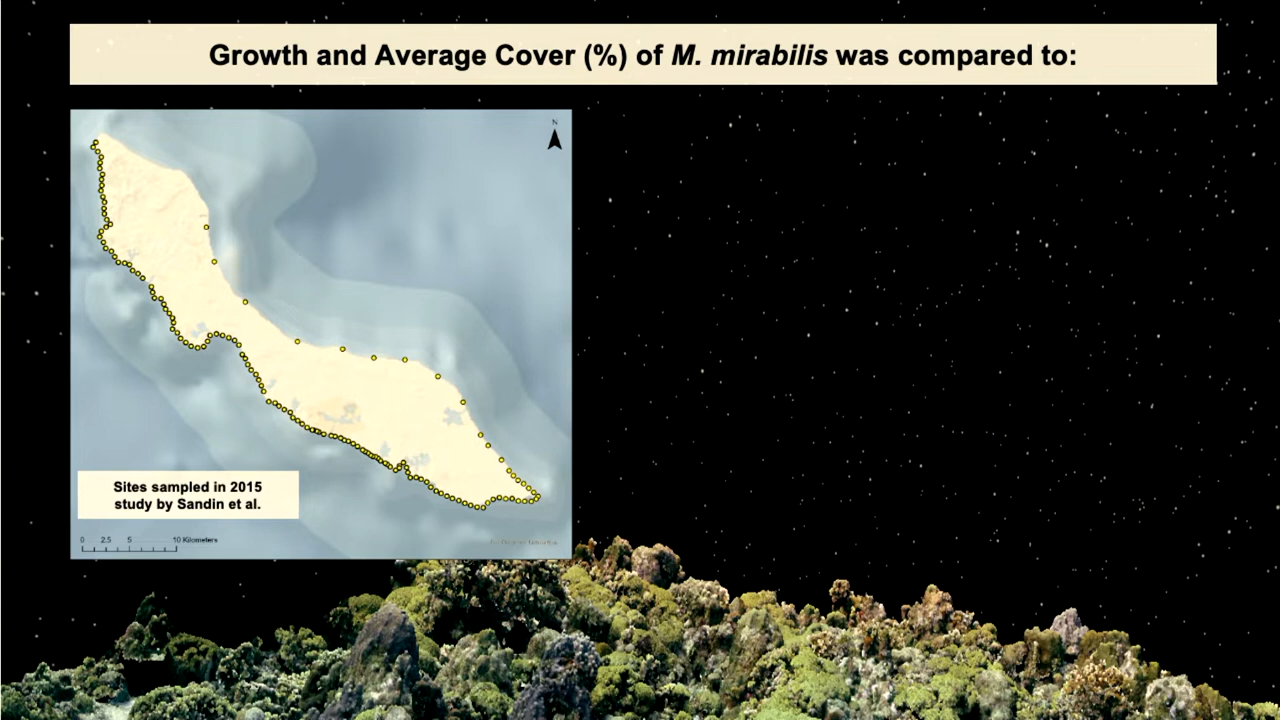 Growth and Average Cover (%) of M. mirabilis was compared to:
N
Sites sampled in 2015
study by Sandin et al.
0 2.5 5 10 Kilometers